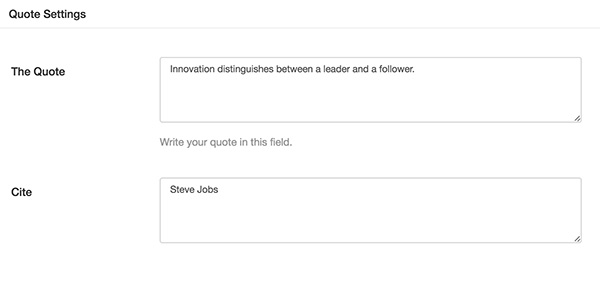 Quote Settings
The Quote
Innovation distinguishes between a leader and a follower.
Write your quote in this field.
Cite
Steve Jobs